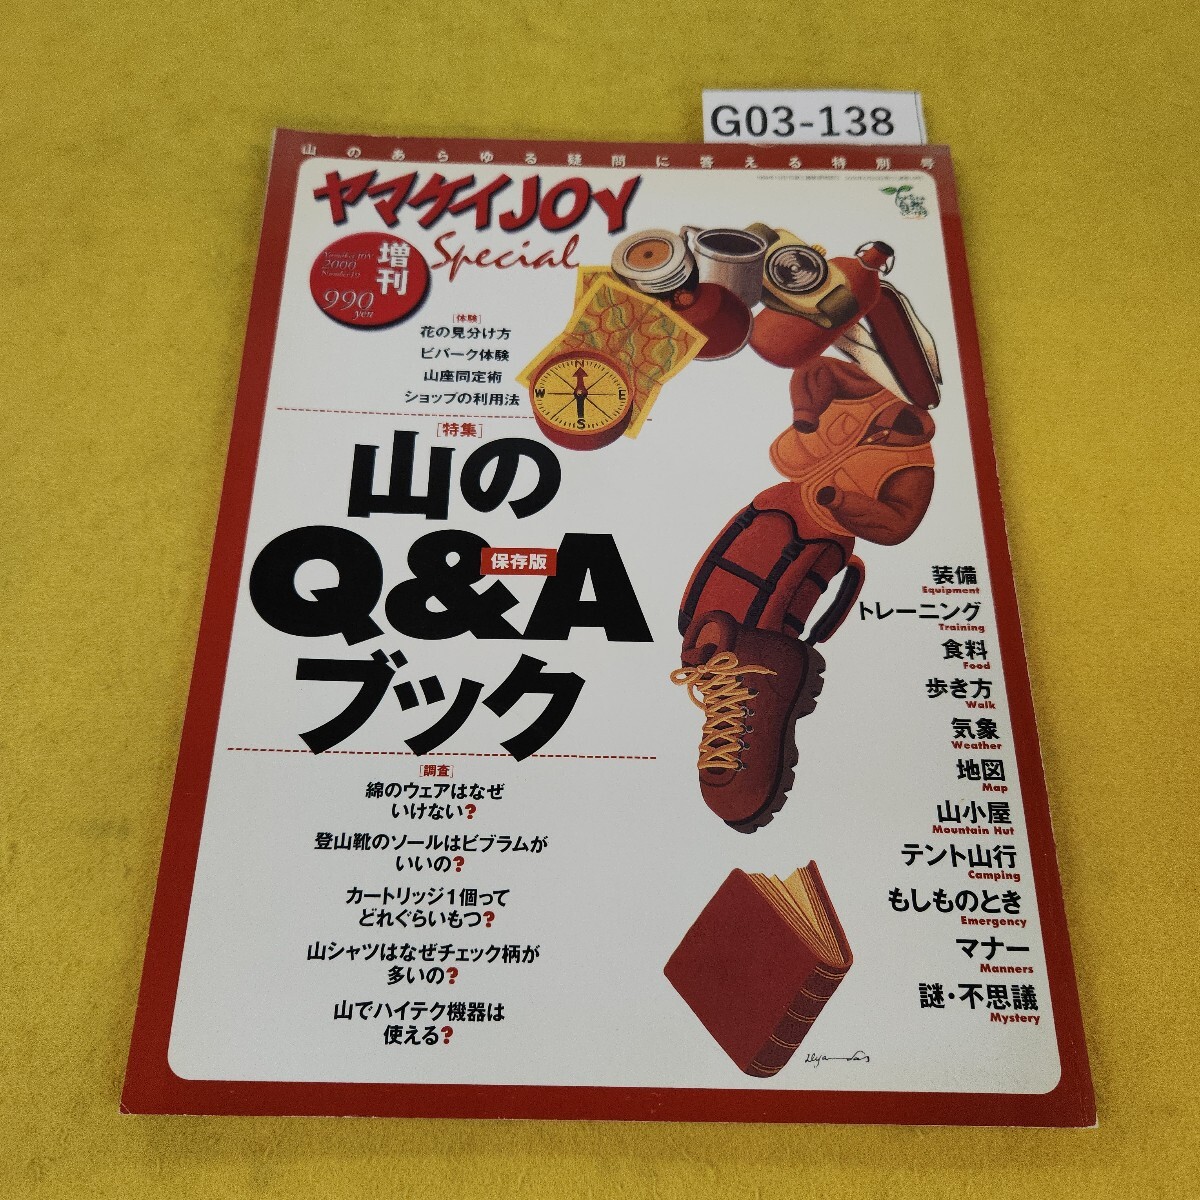 G03-138
山のあらゆる疑問に答える特別号
ヤマケイJOY
Special
増刊
Yamakei JOY
2000
990
yen
自然
[体験]
花の見分け方
ビバーク体験
山座同定術
ショップの利用法
N
W
E
S
[特集]
山の
Q&A
保存版
ブック
装備
Equipment
トレーニング
Training
食料
Food
歩き方
Walk
気象
Weather
地図
Map
山小屋
Mountain Hut
テント山行
Camping
もしものとき
Emergency
マナー
Manners
謎・不思議
Mystery
[調査]
綿のウェアはなぜ
いけない?
登山靴のソールはビブラムが
いいの?
カートリッジ1個って
どれぐらいもつ?
山シャツはなぜチェック柄が
多いの?
山でハイテク機器は
使える?